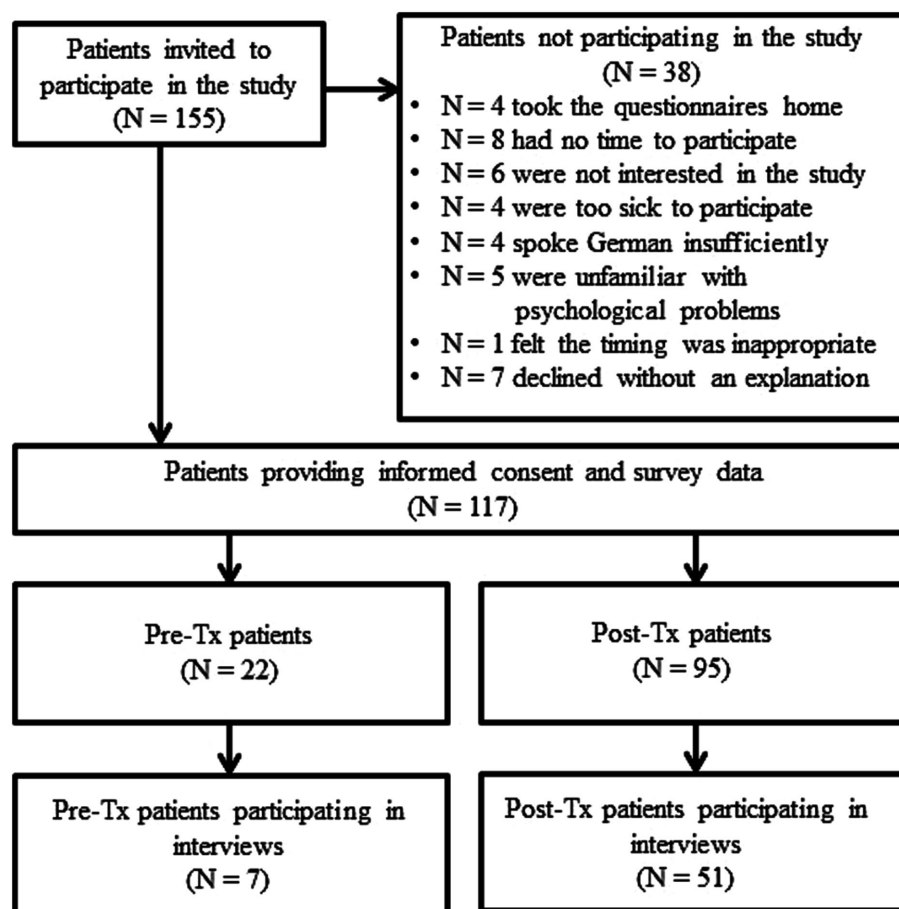 Patients invited to
participate in the study
(N = 155)
Patients not participating in the study
(N = 38)
• N = 4 took the questionnaires home
• N = 8 had no time to participate
• N = 6 were not interested in the study
• N = 4 were too sick to participate
• N = 4 spoke German insufficiently
• N = 5 were unfamiliar with
psychological problems
• N = 1 felt the timing was inappropriate
• N = 7 declined without an explanation
Patients providing informed consent and survey data
(N = 117)
Pre-Tx patients
(N = 22)
Post-Tx patients
(N = 95)
Pre-Tx patients participating in
interviews
(N = 7)
Post-Tx patients participating in
interviews
(N = 51)